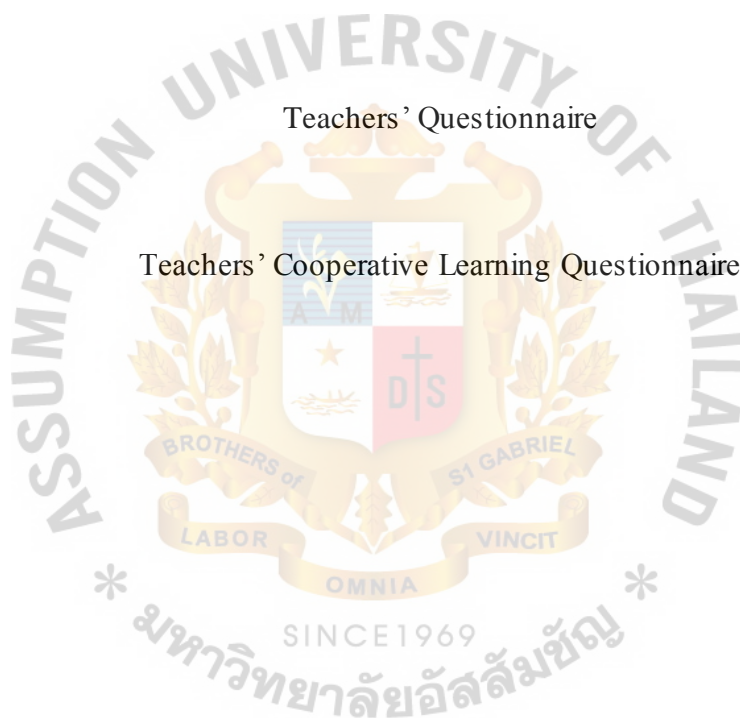 ASSUMPTION UNIVERSITY OF THAILAND
Teachers’ Questionnaire
Teachers’ Cooperative Learning Questionnaire
A M
D S
BROTHERS of
S1 GABRIEL
LABOR
VINCIT
OMNIA
SINCE1969
* มหาวิทยาลัยอัสสัมชัญ *